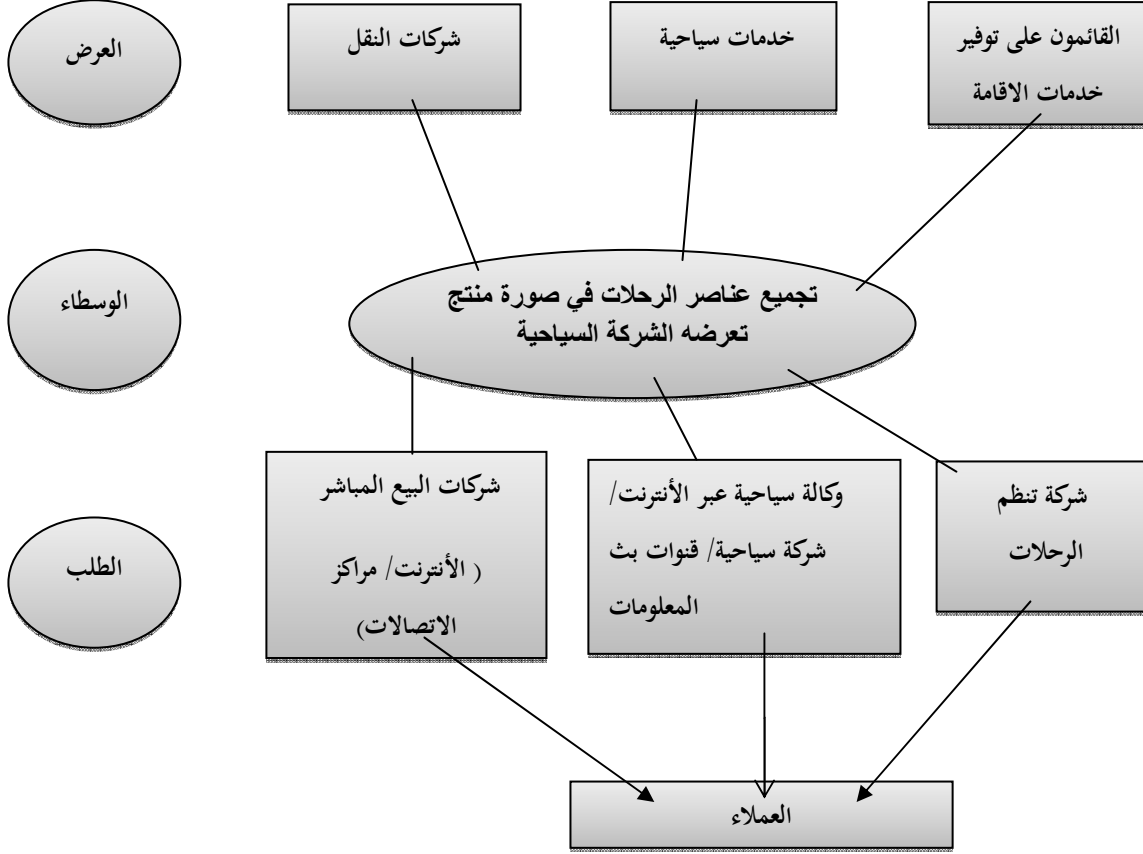 القائمون على توفير
خدمات الاقامة
خدمات سياحية
شركات النقل
العرض
تجميع عناصر الرحلات في صورة منتج
تعرضه الشركة السياحية
الوسطاء
شركة تنظم
الرحلات
وكالة سياحية عبر الأنترنت/
شركة سياحية/ قنوات بث
المعلومات
شركات البيع المباشر
( الأنترنت/ مراكز
الاتصالات)
الطلب
العملاء